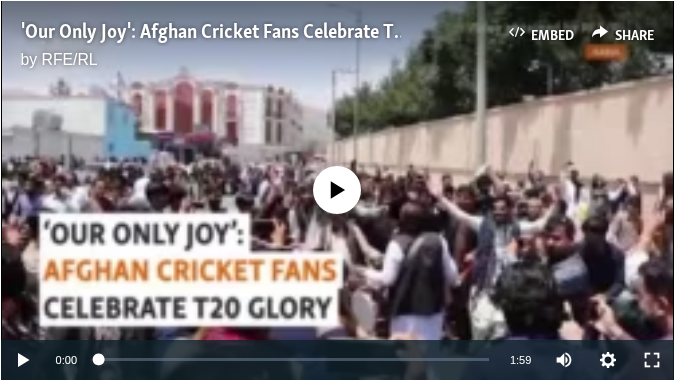 'Our Only Joy': Afghan Cricket Fans Celebrate T..
EMBED
SHARE
by RFE/RL
‘OUR ONLY JOY’:
AFGHAN CRICKET FANS
CELEBRATE T20 GLORY
0:00
1:59